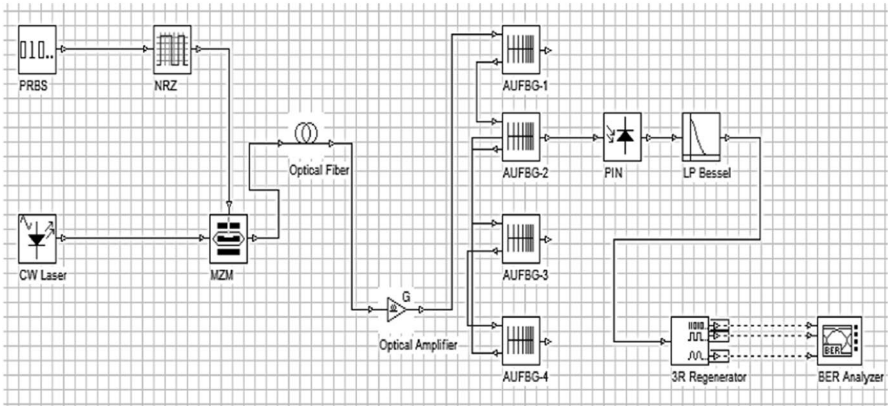 010..
PRBS
NRZ
AUFBG-1
Optical Fiber
AUFBG-2
PIN
LP Bessel
CW Laser
MZM
AUFBG-3
G
Optical Amplifier
AUFBG-4
3R Regenerator
BER
BER Analyzer